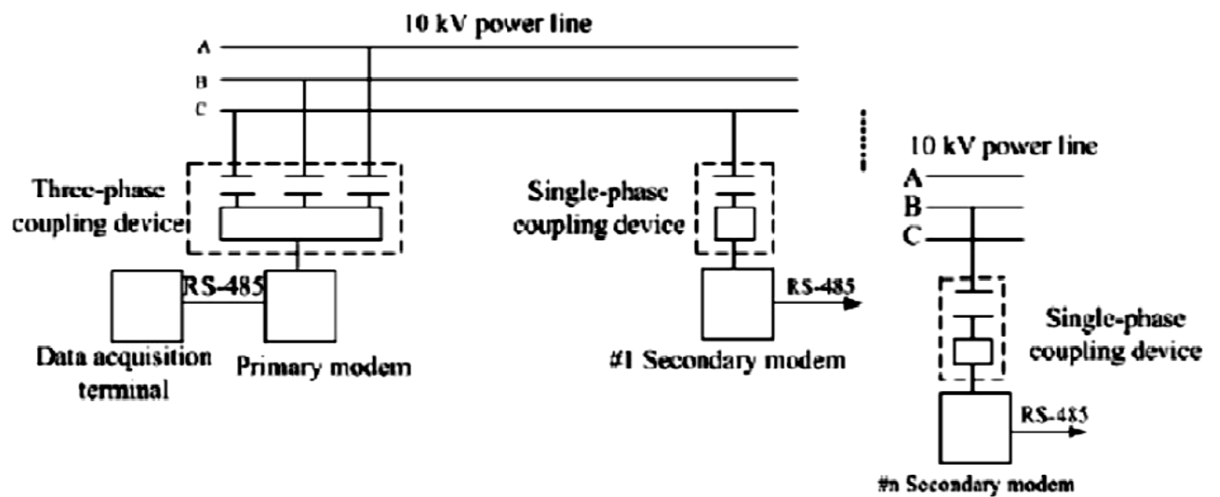 10 kV power line
A
B
C
Three-phase
coupling device
Single-phase
coupling device
RS-485
RS-485
Data acquisition
terminal
Primary modem
#1 Secondary modem
10 kV power line
A
B
C
Single-phase
coupling device
RS-485
#n Secondary modem